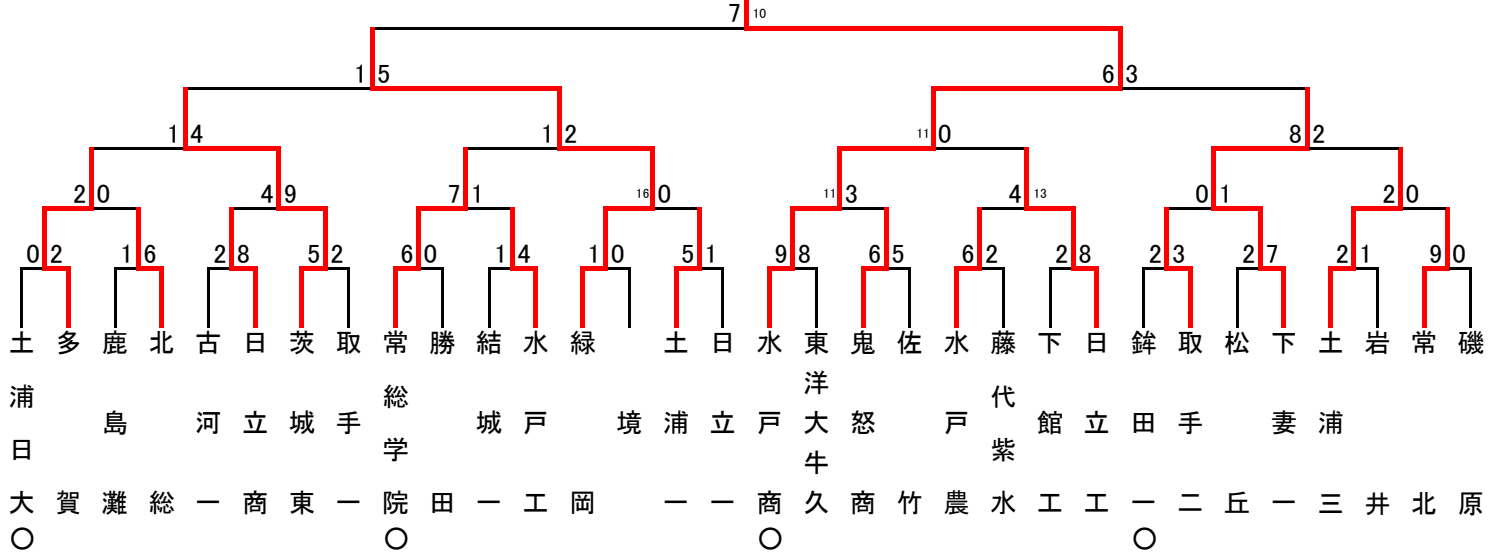 7 10
1 5 6 3
1 4 1 2 11 0 8 2
2 0 4 9 7 1 16 0 11 3 4 13 0 1 2 0
0 2 1 6 2 8 5 2 6 0 1 4 1 0 5 1 9 8 6 5 6 2 2 8 2 3 2 7 2 1 9 0
土浦日大○
多賀
鹿島灘
北総
古河一
日立商
茨城東
取手一
常総学院○
勝田
結城一
水戸工
緑岡
境
土浦一
日立一
水戸商○
東洋大牛久
鬼怒商
佐竹
水戸農
藤代紫水
下館工
日立工
鉾田一○
取手二
松丘
下妻一
土浦三
岩井
常北
磯原